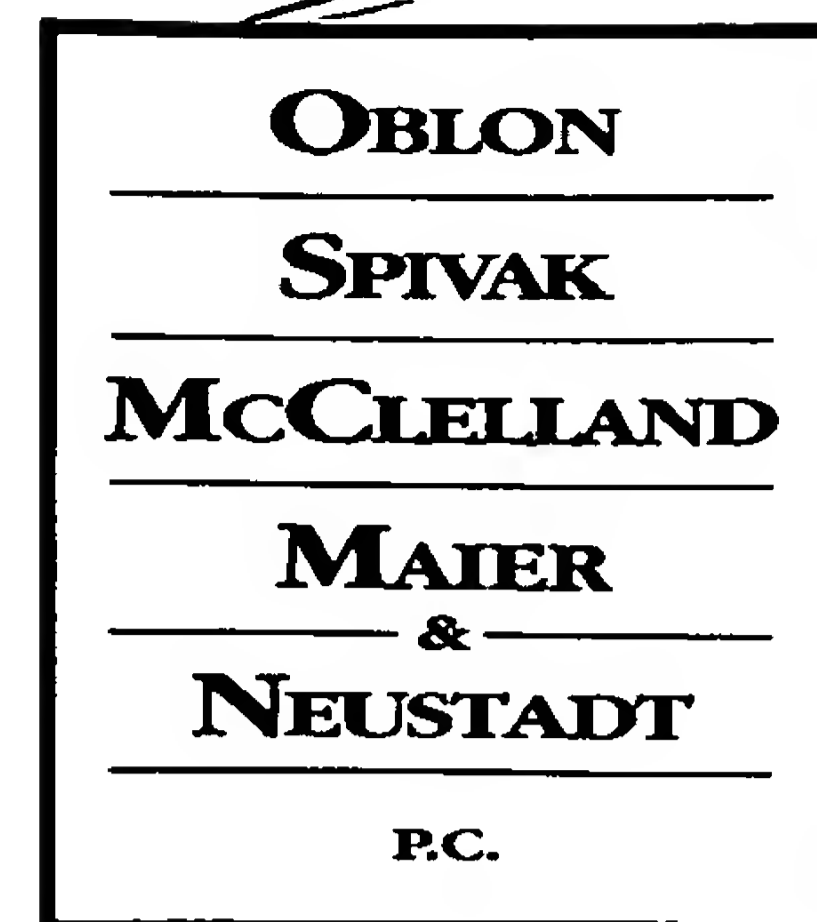 OBLON
SPIVAK
MCCLELLAND
MAIER
&
NEUSTADT
P.C.